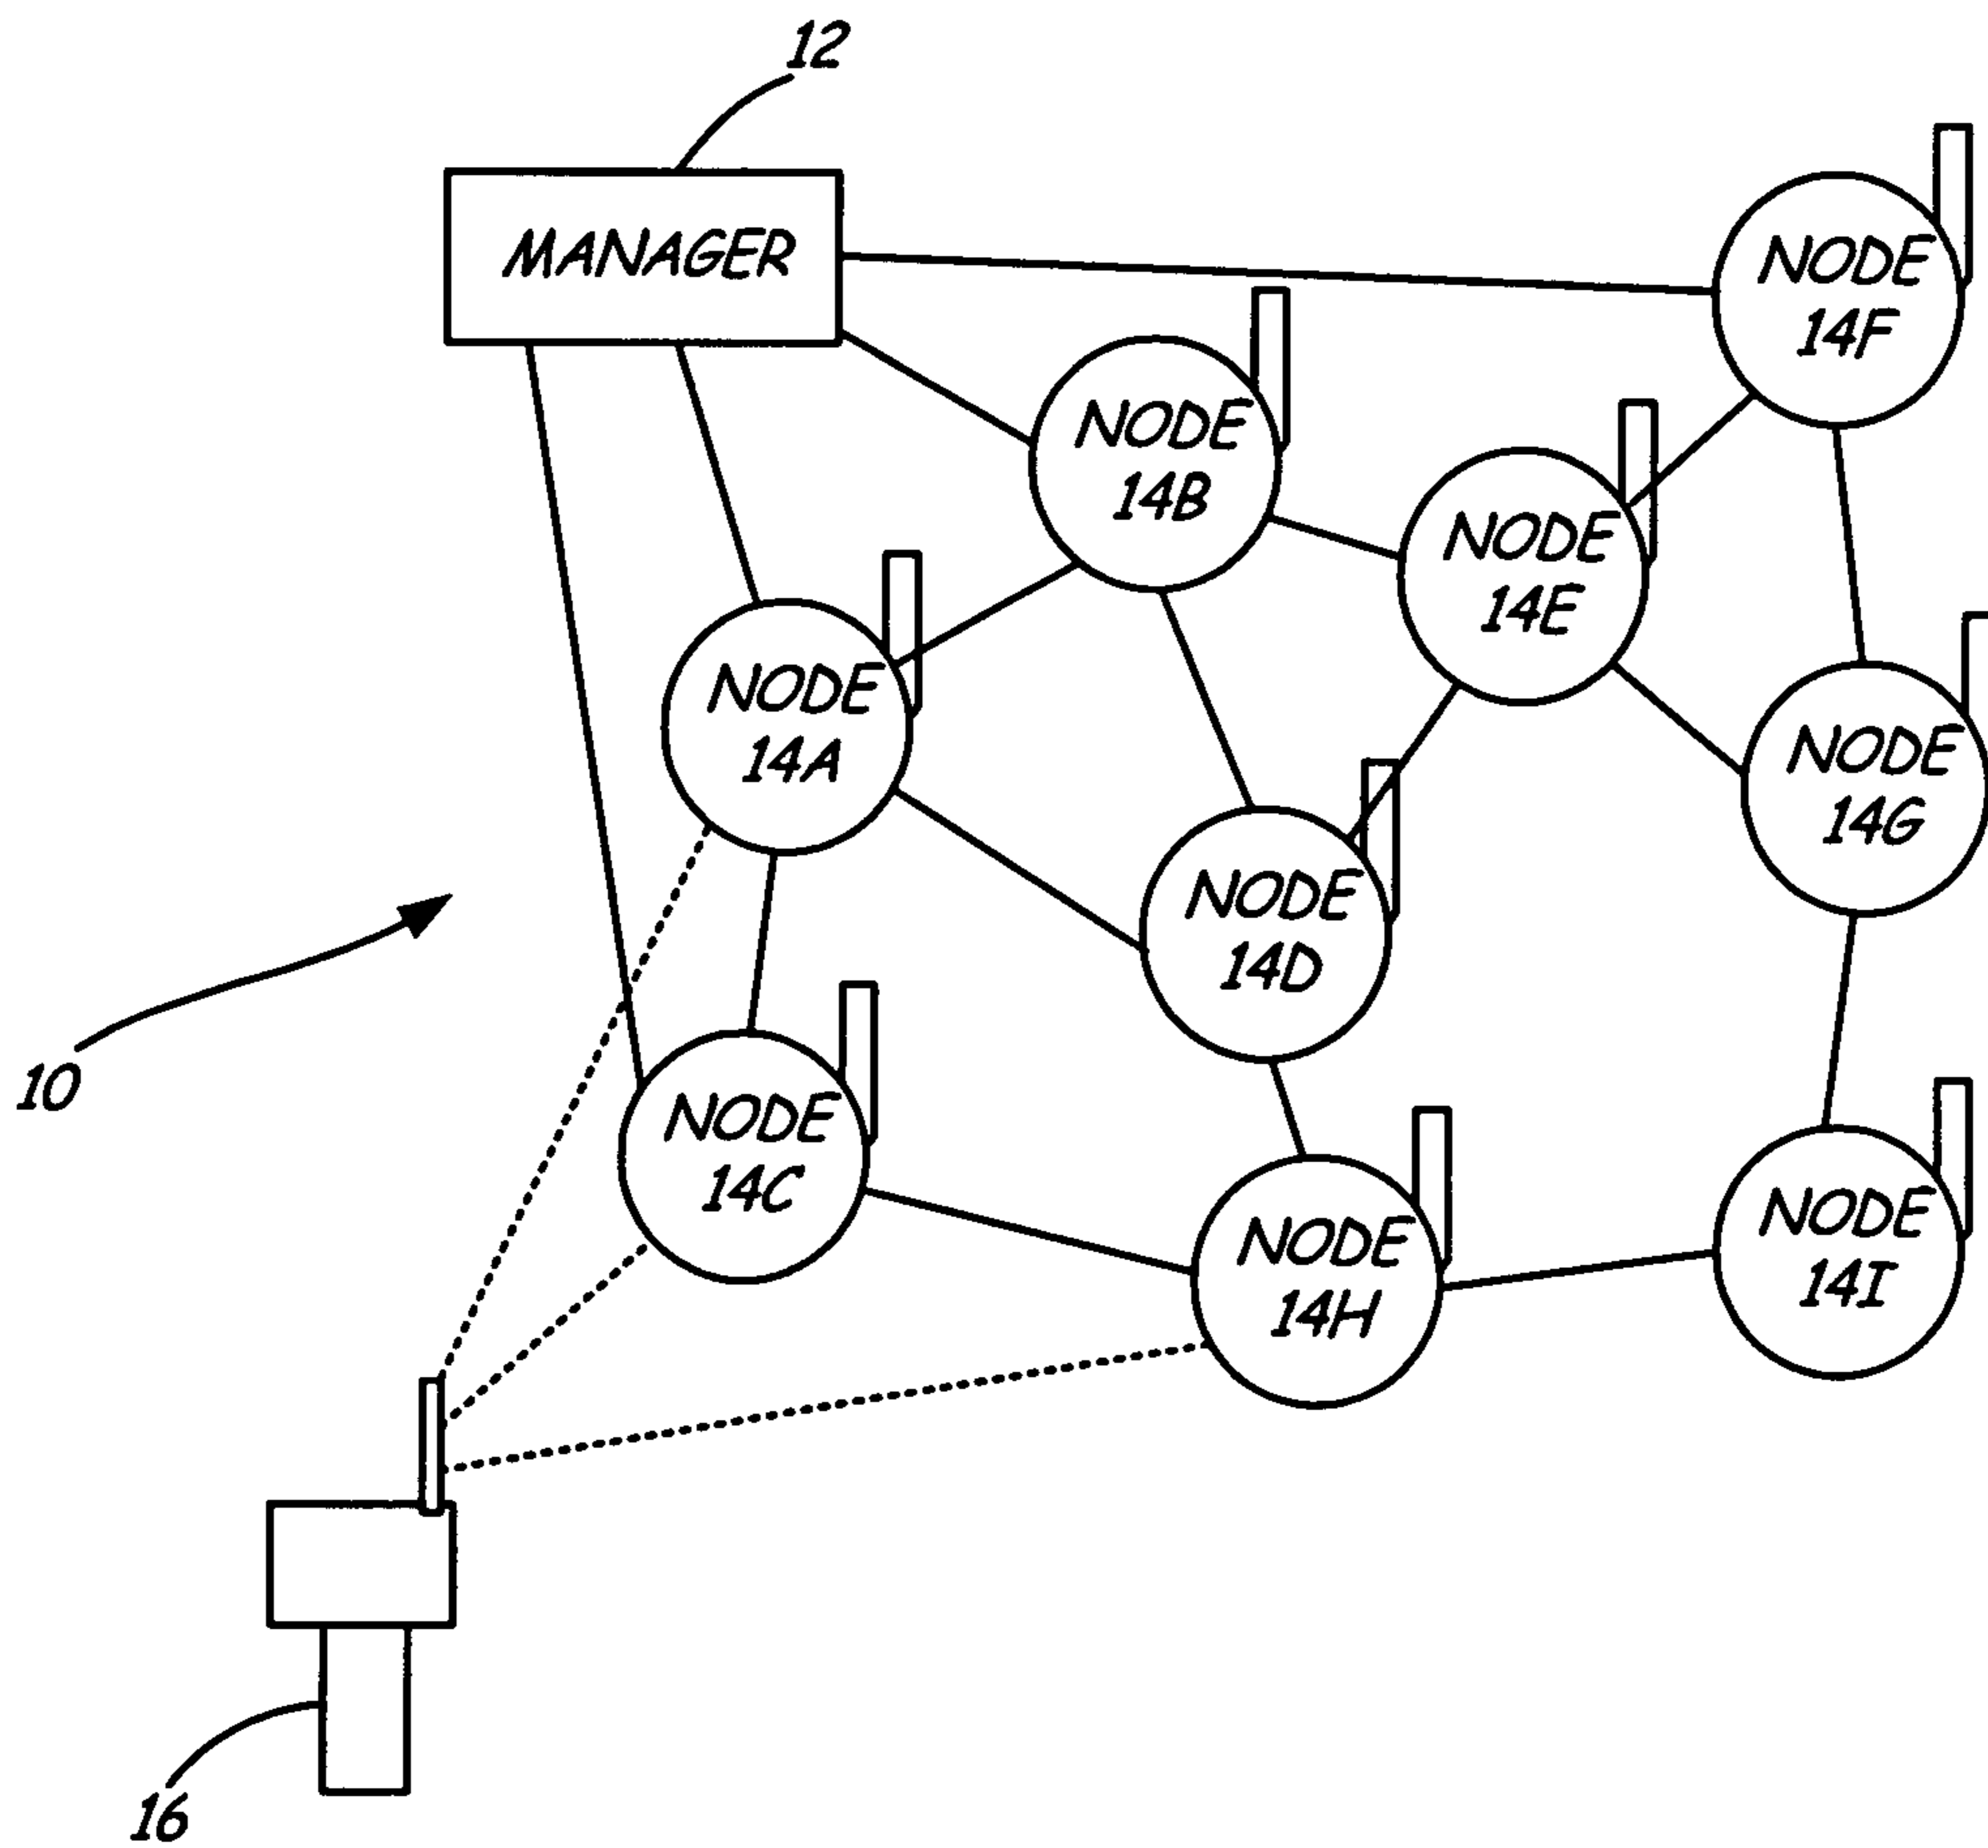 12
MANAGER
NODE
14F
NODE
14B
NODE
14E
NODE
14A
NODE
14G
NODE
14D
10
NODE
14C
NODE
14H
NODE
14I
16